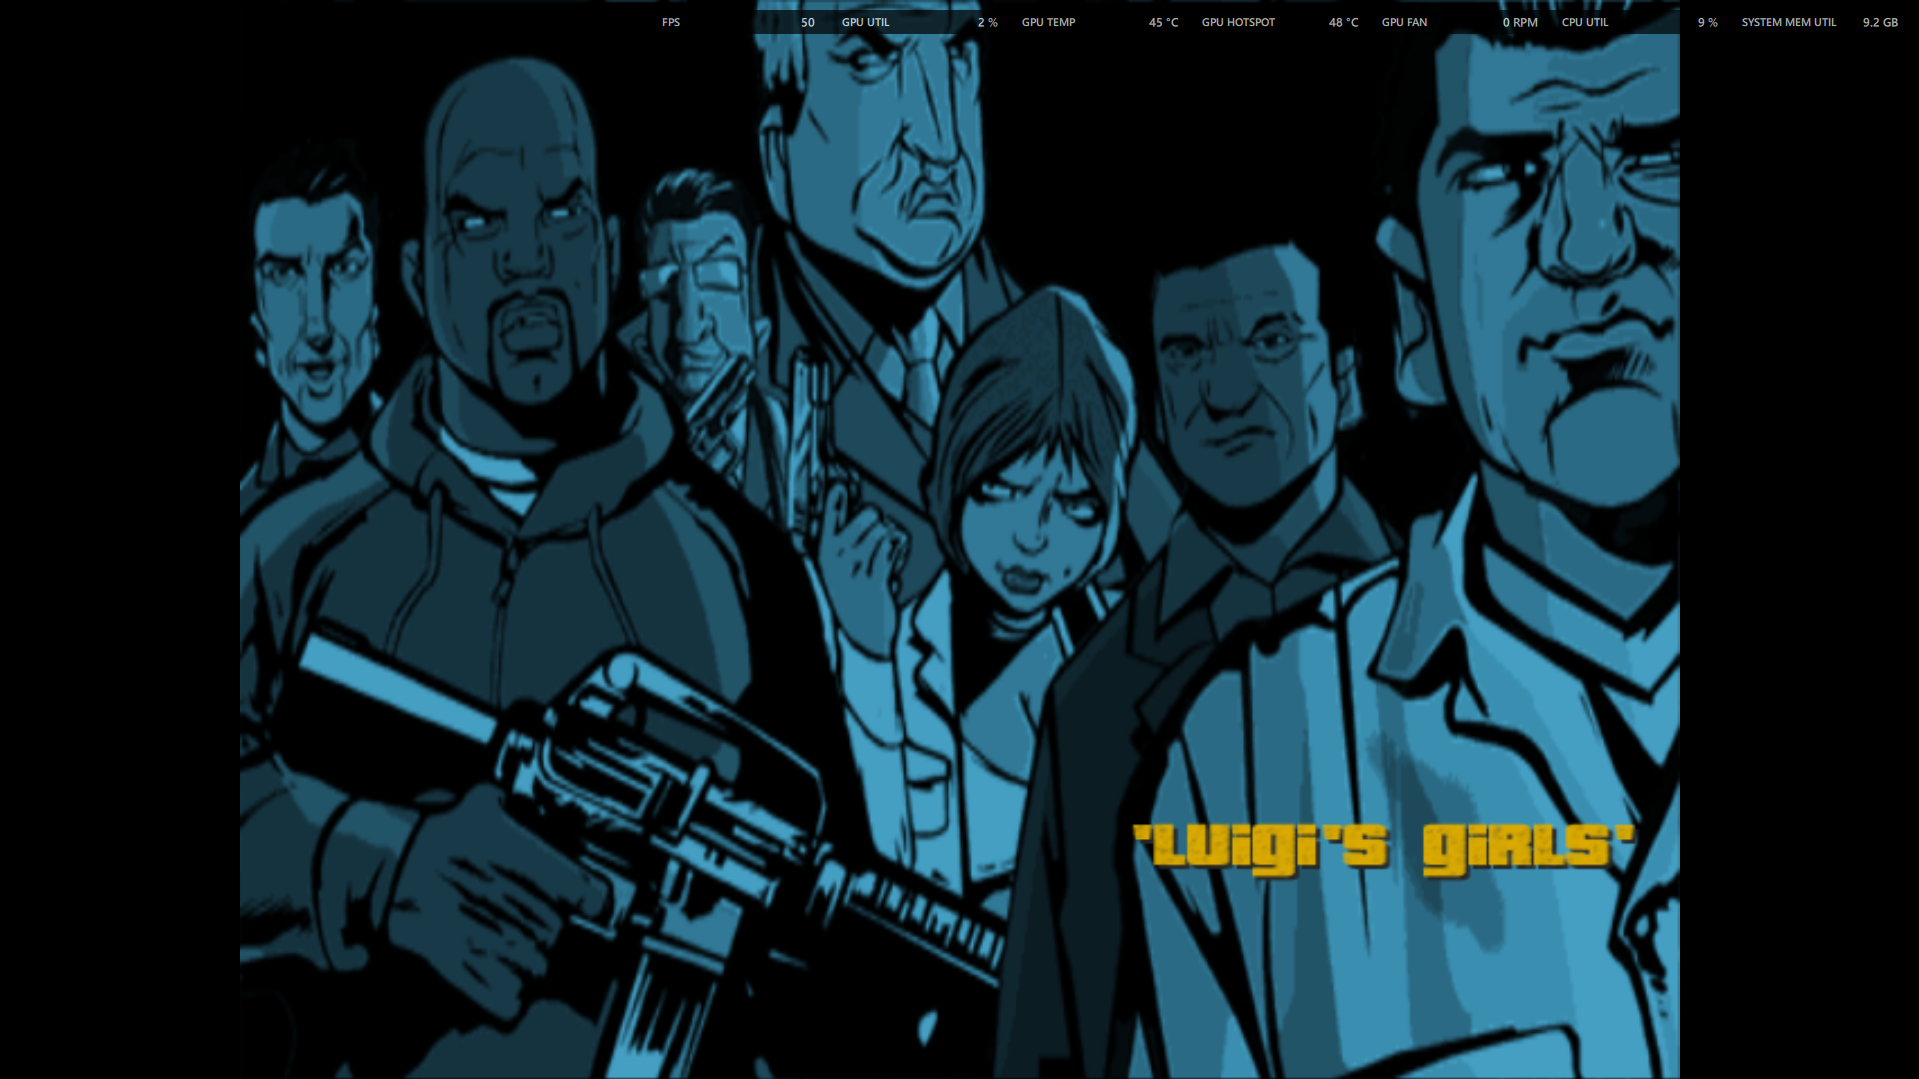 FPS 50 GPU UTIL 2 % GPU TEMP 45 °C GPU HOTSPOT 48 °C GPU FAN 0 RPM CPU UTIL 9 % SYSTEM MEM UTIL 9.2 GB
'LUigi'S giRLS'